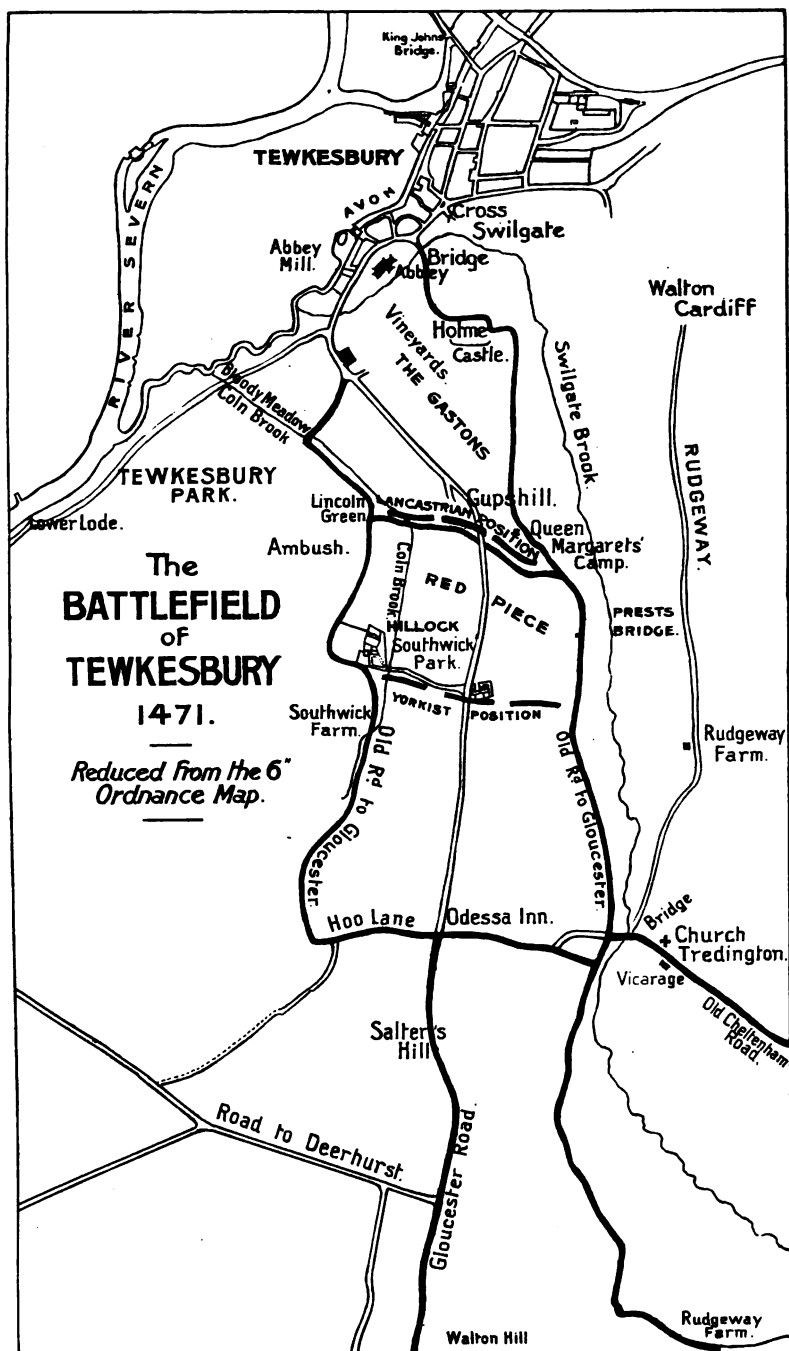 King Johns
Bridge.
TEWKESBURY
RIVER SEVERN
AVON
Cross
Swilgate
Bridge
Abbey
Mill.
Abbey
Walton
Cardiff
Holme
Castle.
Vineyards.
THE GASTONS
Swilgate Brook.
Bloody Meadow
Coln Brook
RUDGEWAY.
TEWKESBURY
PARK.
Lower Lode.
Lincoln
Green
LANCASTRIAN POSITION
Gupshill.
Queen
Margarets'
Camp.
Ambush.
Coln Brook
RED PIECE
The
BATTLEFIELD
of
TEWKESBURY
1471.
Reduced from the 6"
Ordnance Map.
HILLOCK
Southwick
Park.
PRESTS
BRIDGE.
YORKIST POSITION
Southwick
Farm.
Old Rd. to Gloucester.
Old Rd. to Gloucester.
Rudgeway
Farm.
Hoo Lane
Odessa Inn.
Bridge
Church
Tredington.
Vicarage
Old Cheltenham
Road.
Salter's
Hill
Road to Deerhurst.
Gloucester Road.
Walton Hill
Rudgeway
Farm.